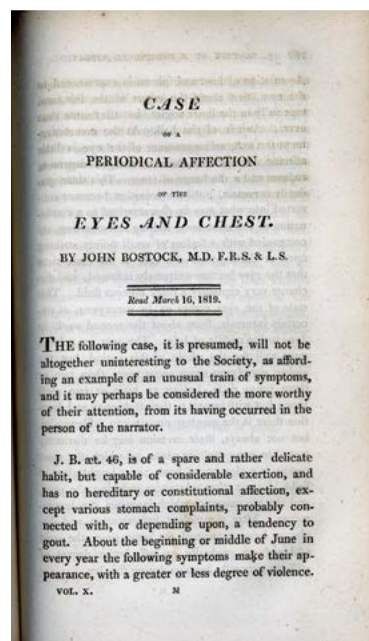 CASE
OF A
PERIODICAL AFFECTION
OF THE
EYES AND CHEST.
BY JOHN BOSTOCK, M.D. F.R.S. & L.S.
Read March 16, 1819.
THE following case, it is presumed, will not be
altogether uninteresting to the Society, as afford-
ing an example of an unusual train of symptoms,
and it may perhaps be considered the more worthy
of their attention, from its having occurred in the
person of the narrator.
J. B. æt. 46, is of a spare and rather delicate
habit, but capable of considerable exertion, and
has no hereditary or constitutional affection, ex-
cept various stomach complaints, probably con-
nected with, or depending upon, a tendency to
gout. About the beginning or middle of June in
every year the following symptoms make their ap-
pearance, with a greater or less degree of violence.
VOL. X. M